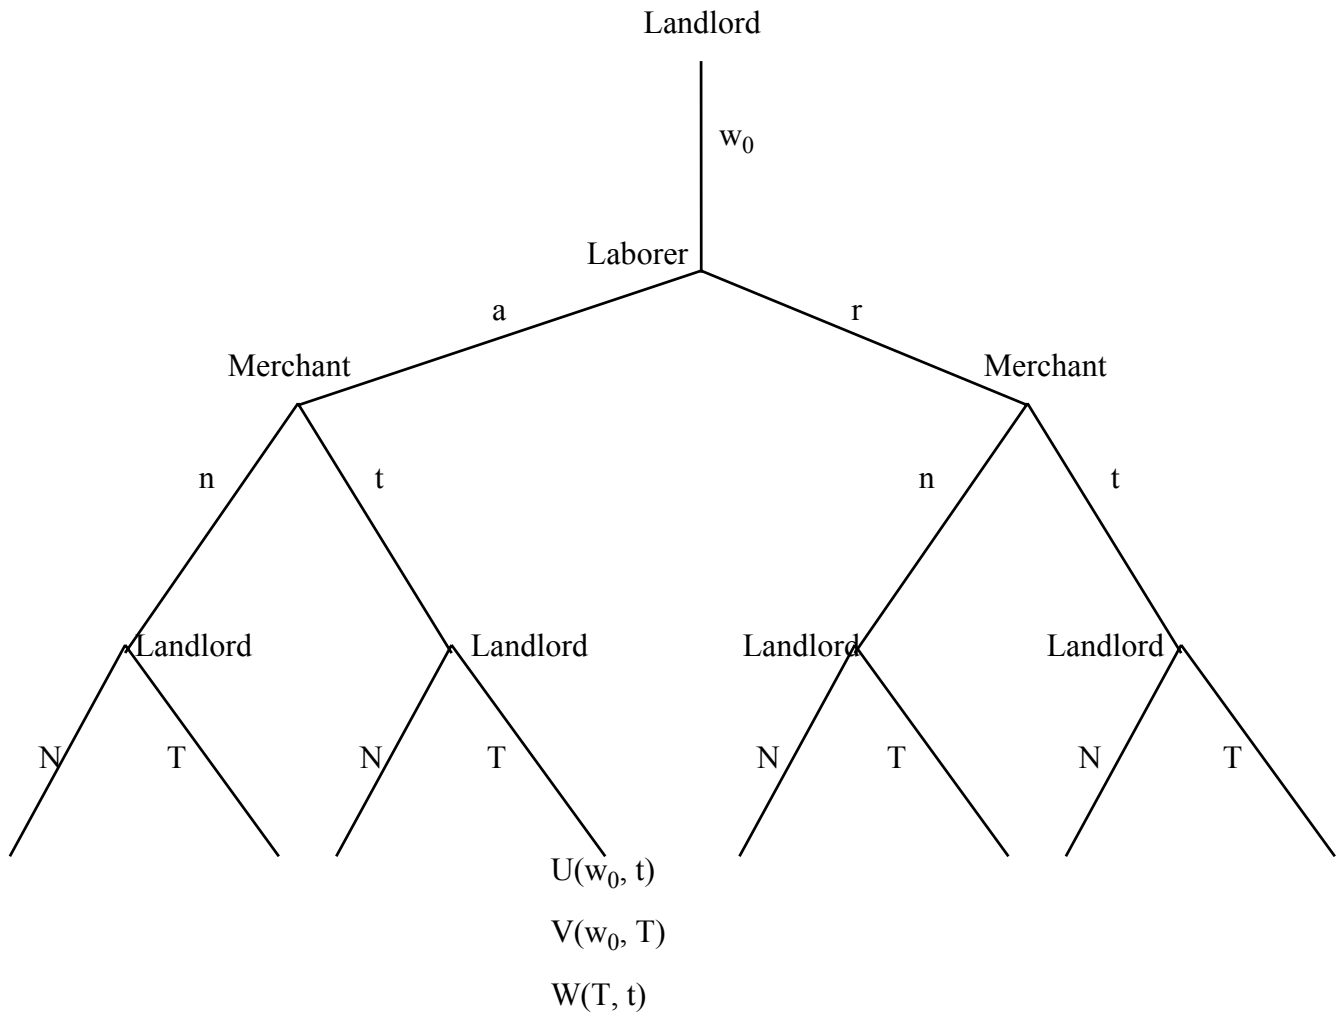 Landlord
w₀
Laborer
a r
Merchant Merchant
n t n t
Landlord Landlord Landlord Landlord
N T N T N T N T
U(w₀, t)
V(w₀, T)
W(T, t)